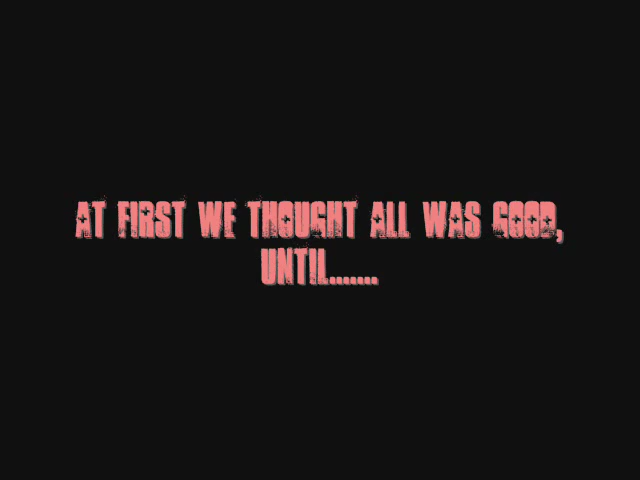 AT FIRST WE THOUGHT ALL WAS GOOD,
UNTIL.......